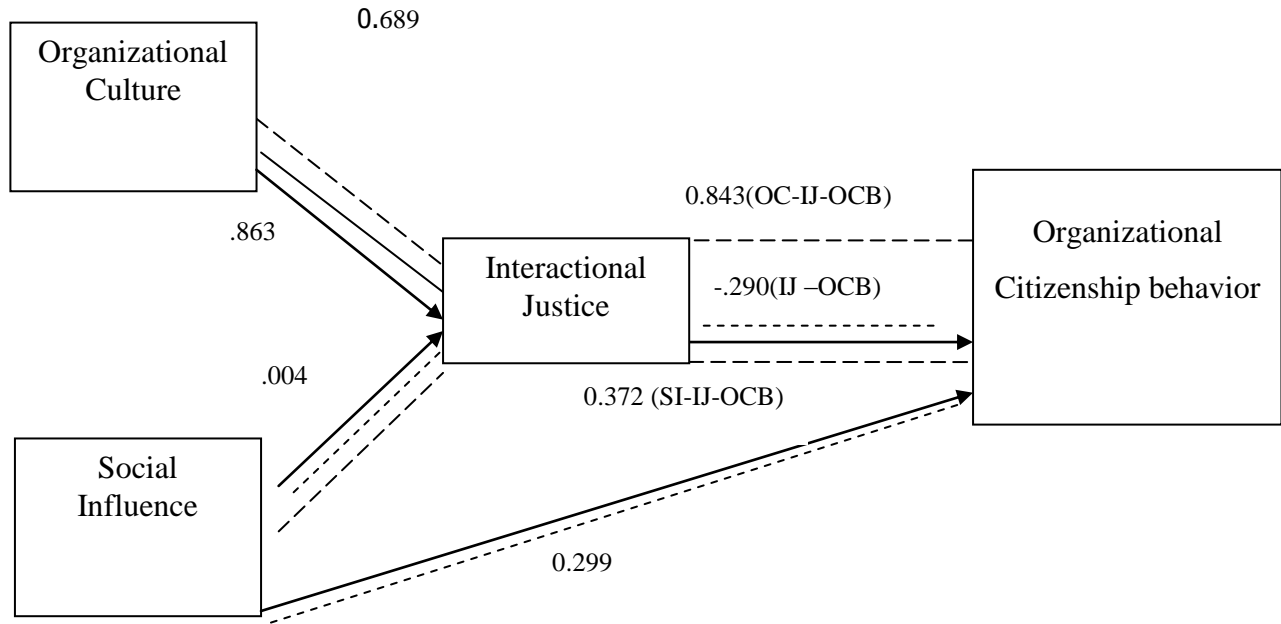 0.689
Organizational
Culture
.863
0.843(OC-IJ-OCB)
Interactional
Justice
-.290(IJ –OCB)
Organizational
Citizenship behavior
.004
0.372 (SI-IJ-OCB)
Social
Influence
0.299